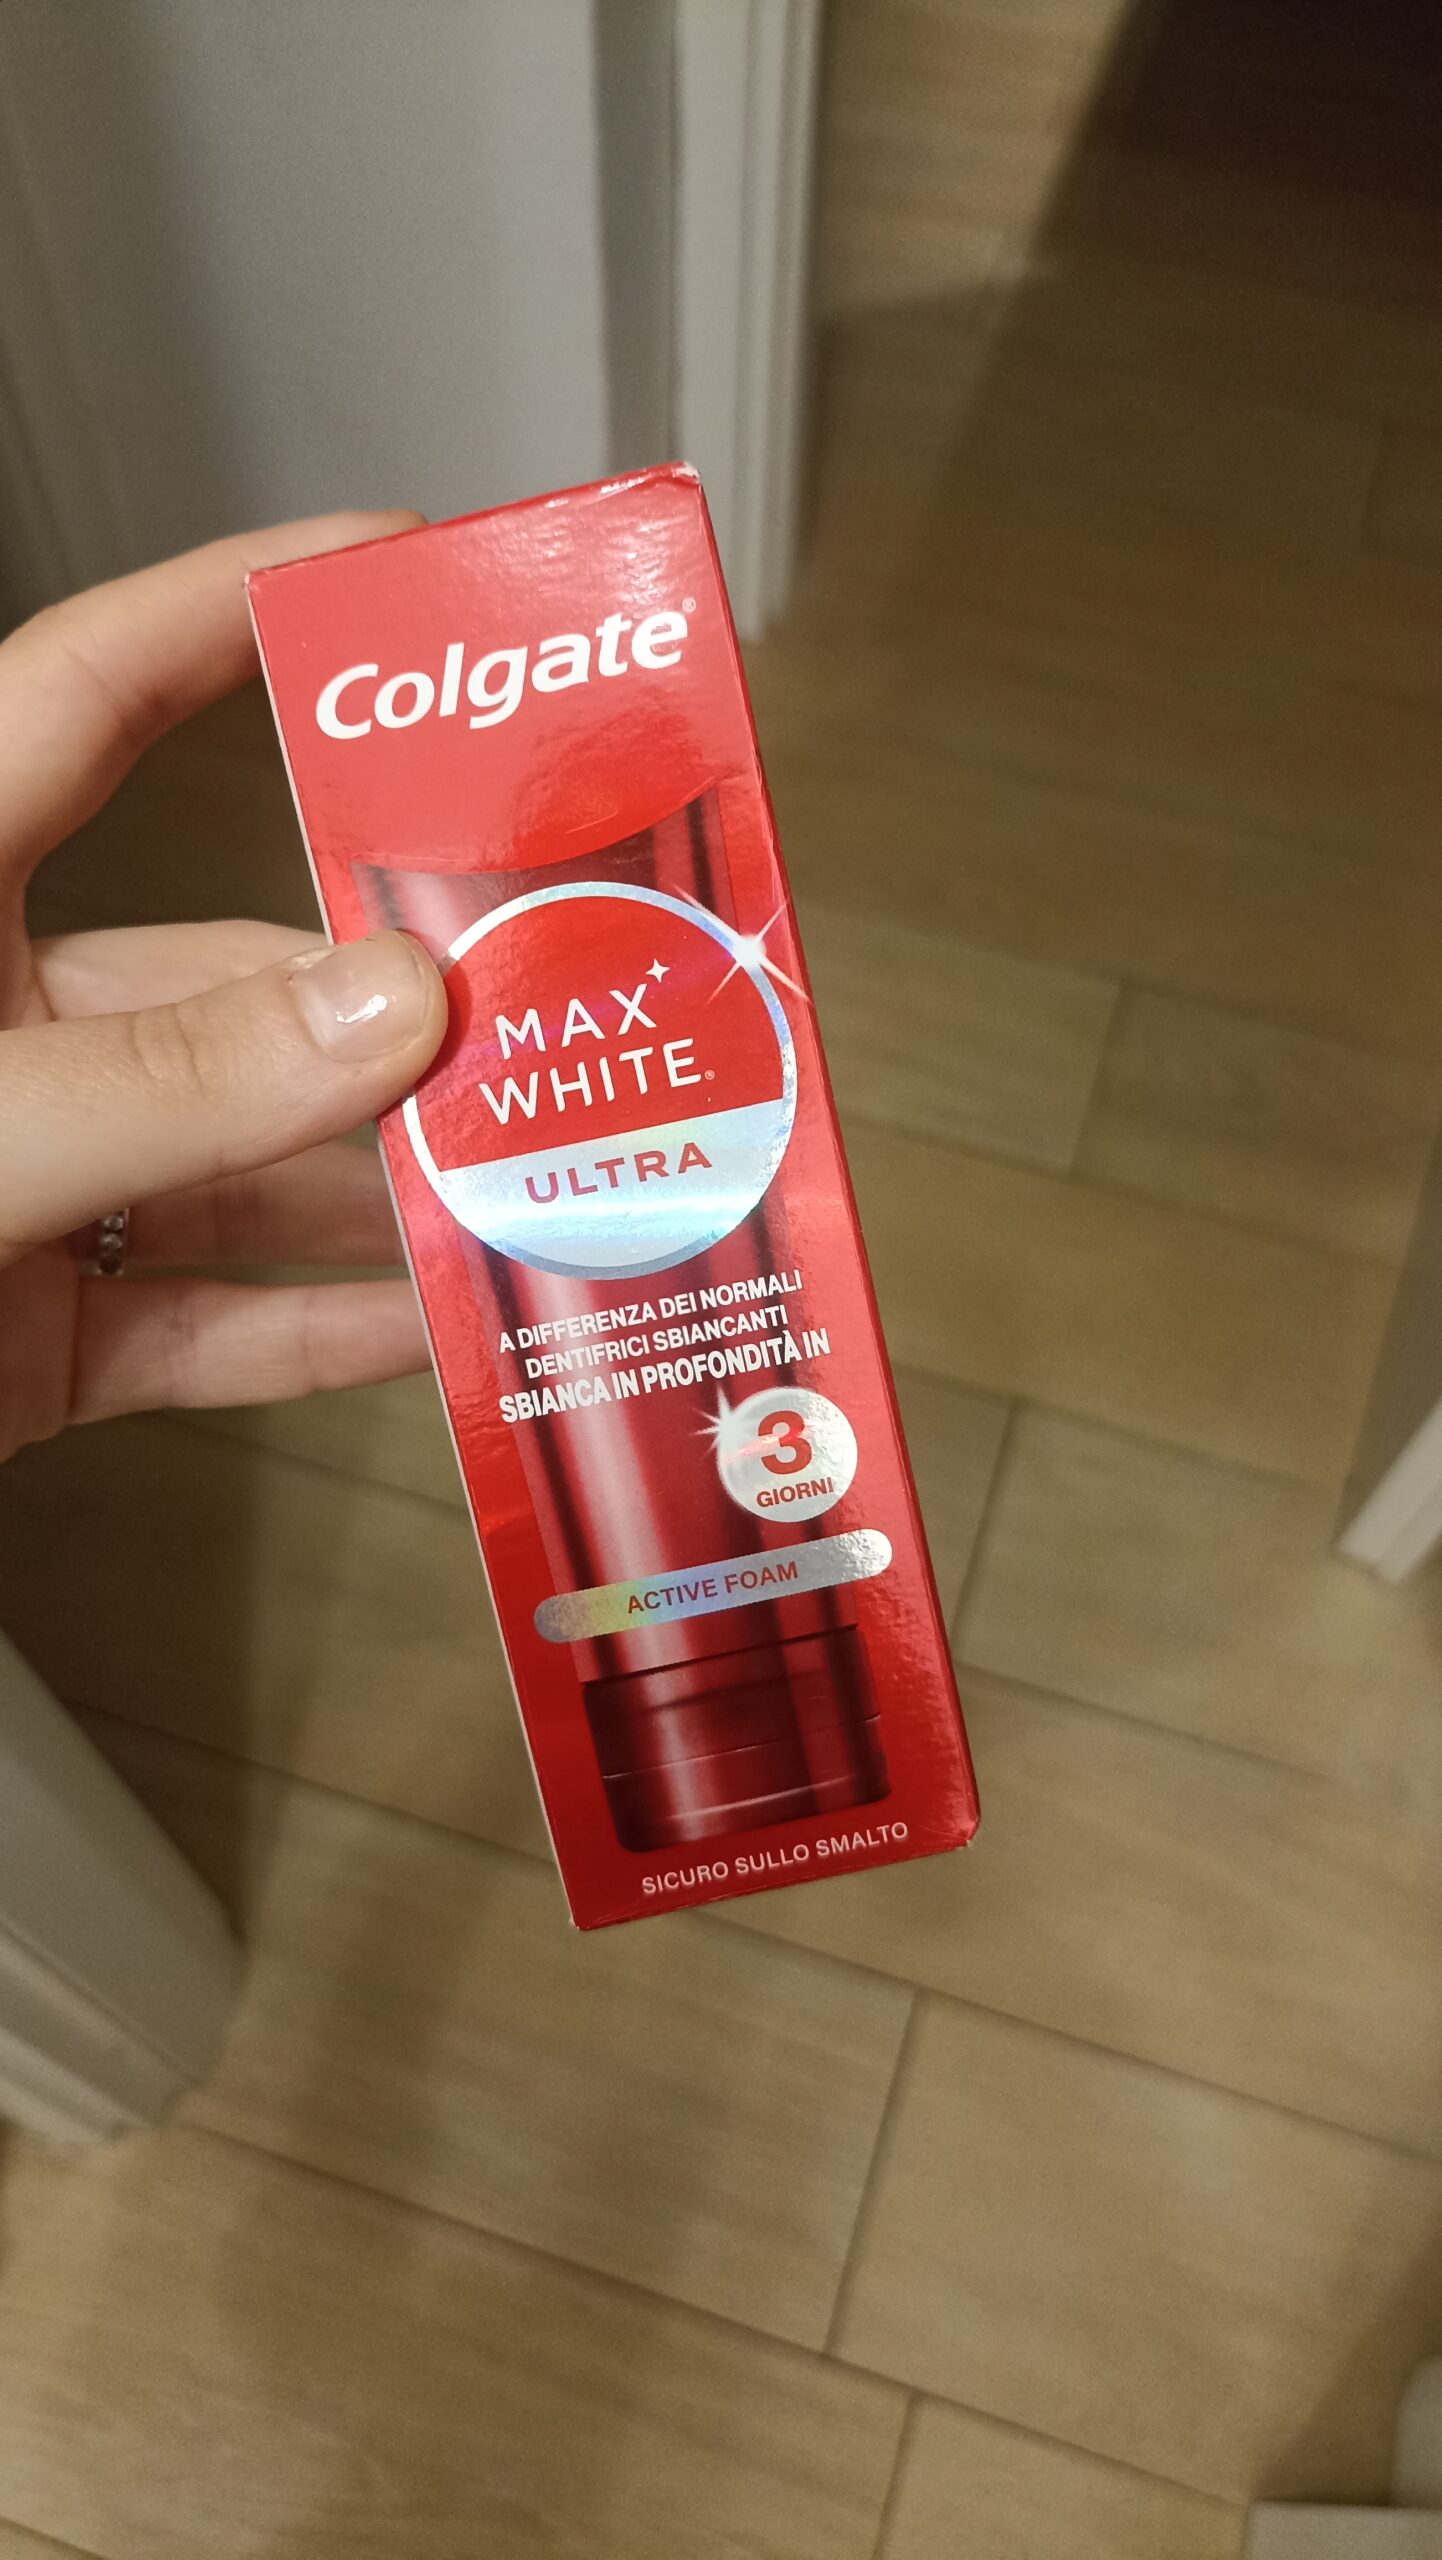 Colgate®
MAX
WHITE®
ULTRA
A DIFFERENZA DEI NORMALI
DENTIFRICI SBIANCANTI
SBIANCA IN PROFONDITÀ IN
3
GIORNI
ACTIVE FOAM
SICURO SULLO SMALTO